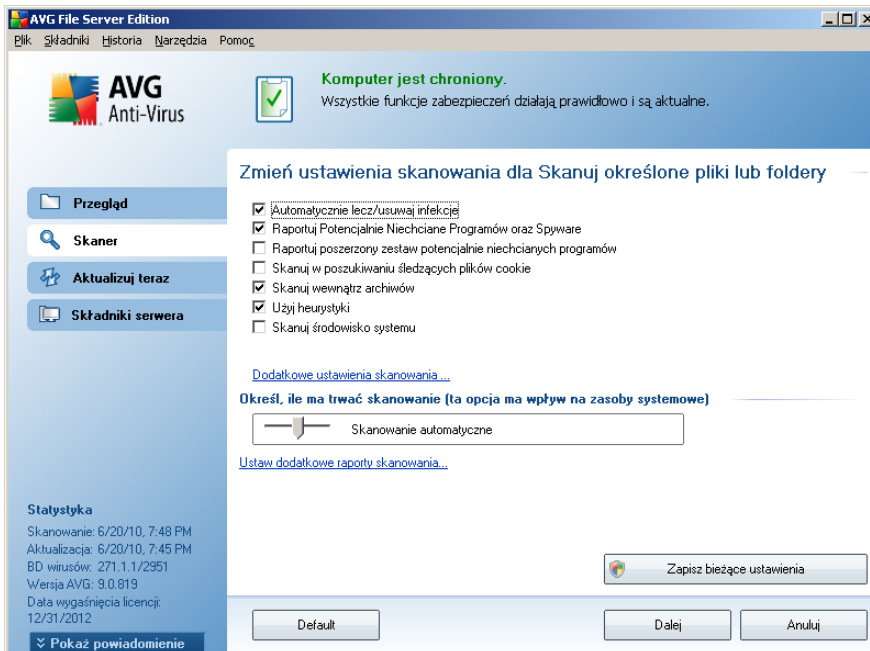 AVG File Server Edition
Plik Składniki Historia Narzędzia Pomoc
AVG
Anti-Virus
Komputer jest chroniony.
Wszystkie funkcje zabezpieczeń działają prawidłowo i są aktualne.
Przegląd
Skaner
Aktualizuj teraz
Składniki serwera
Zmień ustawienia skanowania dla Skanuj określone pliki lub foldery
Automatycznie lecz/usuwaj infekcje
Raportuj Potencjalnie Niechciane Programów oraz Spyware
Raportuj poszerzony zestaw potencjalnie niechcianych programów
Skanuj w poszukiwaniu śledzących plików cookie
Skanuj wewnątrz archiwów
Użyj heurystyki
Skanuj środowisko systemu
Dodatkowe ustawienia skanowania ...
Określ, ile ma trwać skanowanie (ta opcja ma wpływ na zasoby systemowe)
Skanowanie automatyczne
Ustaw dodatkowe raporty skanowania...
Statystyka
Skanowanie: 6/20/10, 7:48 PM
Aktualizacja: 6/20/10, 7:45 PM
BD wirusów: 271.1.1/2951
Wersja AVG: 9.0.819
Data wygaśnięcia licencji:
12/31/2012
Pokaż powiadomienie
Zapisz bieżące ustawienia
Default
Dalej
Anuluj